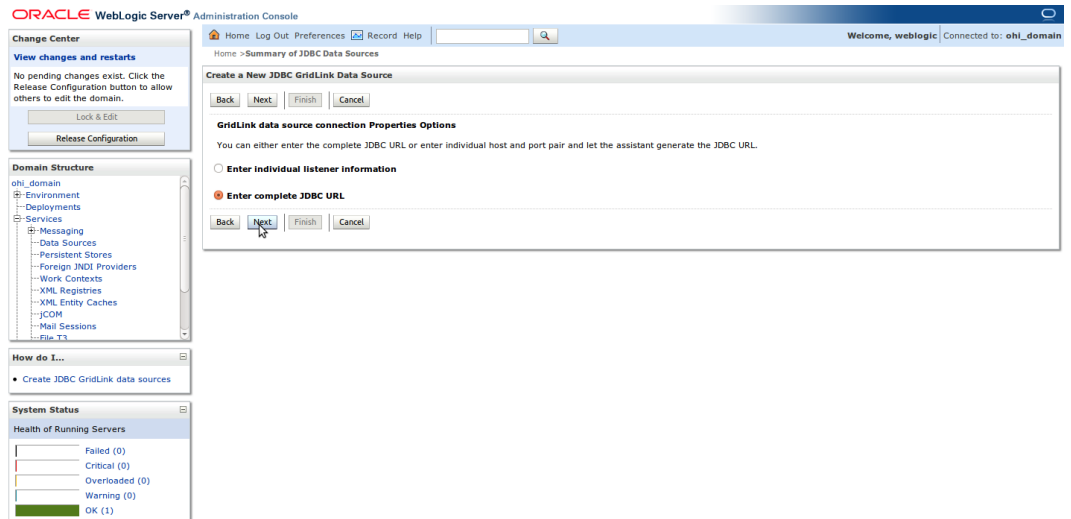 ORACLE WebLogic Server® Administration Console
Change Center
View changes and restarts
No pending changes exist. Click the
Release Configuration button to allow
others to edit the domain.
Lock & Edit
Release Configuration
Domain Structure
ohi_domain
Environment
Deployments
Services
Messaging
Data Sources
Persistent Stores
Foreign JNDI Providers
Work Contexts
XML Registries
XML Entity Caches
jCOM
Mail Sessions
File T3
How do I...
Create JDBC GridLink data sources
System Status
Health of Running Servers
Failed (0)
Critical (0)
Overloaded (0)
Warning (0)
OK (1)
Home Log Out Preferences Record Help
Welcome, weblogic Connected to: ohi_domain
Home >Summary of JDBC Data Sources
Create a New JDBC GridLink Data Source
Back Next Finish Cancel
GridLink data source connection Properties Options
You can either enter the complete JDBC URL or enter individual host and port pair and let the assistant generate the JDBC URL.
Enter individual listener information
Enter complete JDBC URL
Back Next Finish Cancel